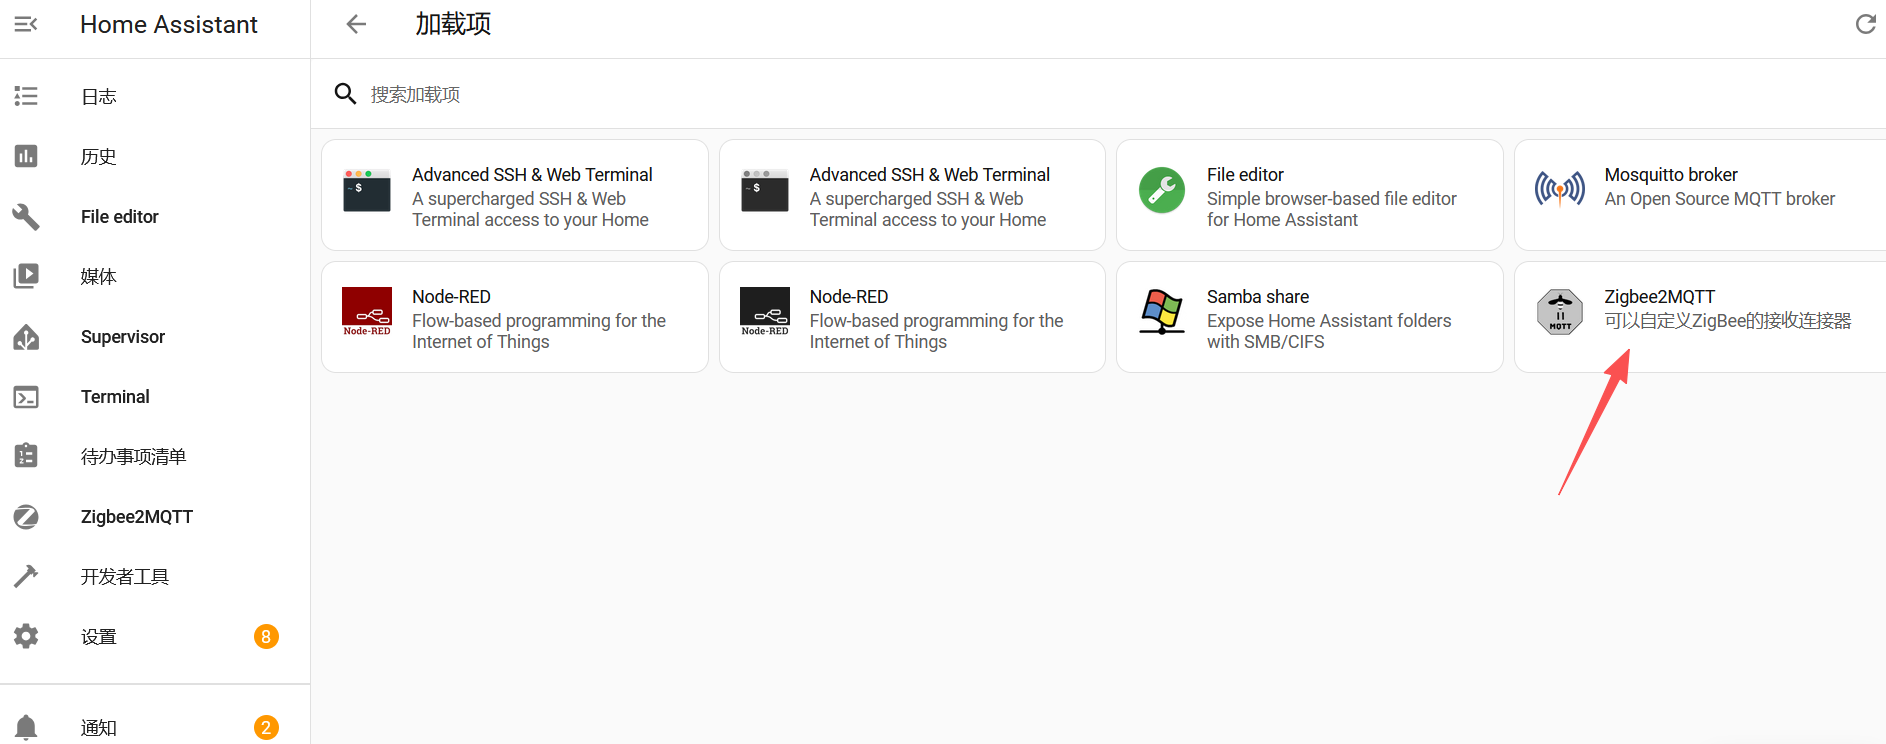 Home Assistant
加载项
日志
历史
File editor
媒体
Supervisor
Terminal
待办事项清单
Zigbee2MQTT
开发者工具
设置
8
通知
2
搜索加载项
~ $
Advanced SSH & Web Terminal
A supercharged SSH & Web
Terminal access to your Home
~ $
Advanced SSH & Web Terminal
A supercharged SSH & Web
Terminal access to your Home
File editor
Simple browser-based file editor
for Home Assistant
Mosquitto broker
An Open Source MQTT broker
Node-RED
Node-RED
Flow-based programming for the
Internet of Things
Node-RED
Node-RED
Flow-based programming for the
Internet of Things
Samba share
Expose Home Assistant folders
with SMB/CIFS
MQTT
Zigbee2MQTT
可以自定义ZigBee的接收连接器